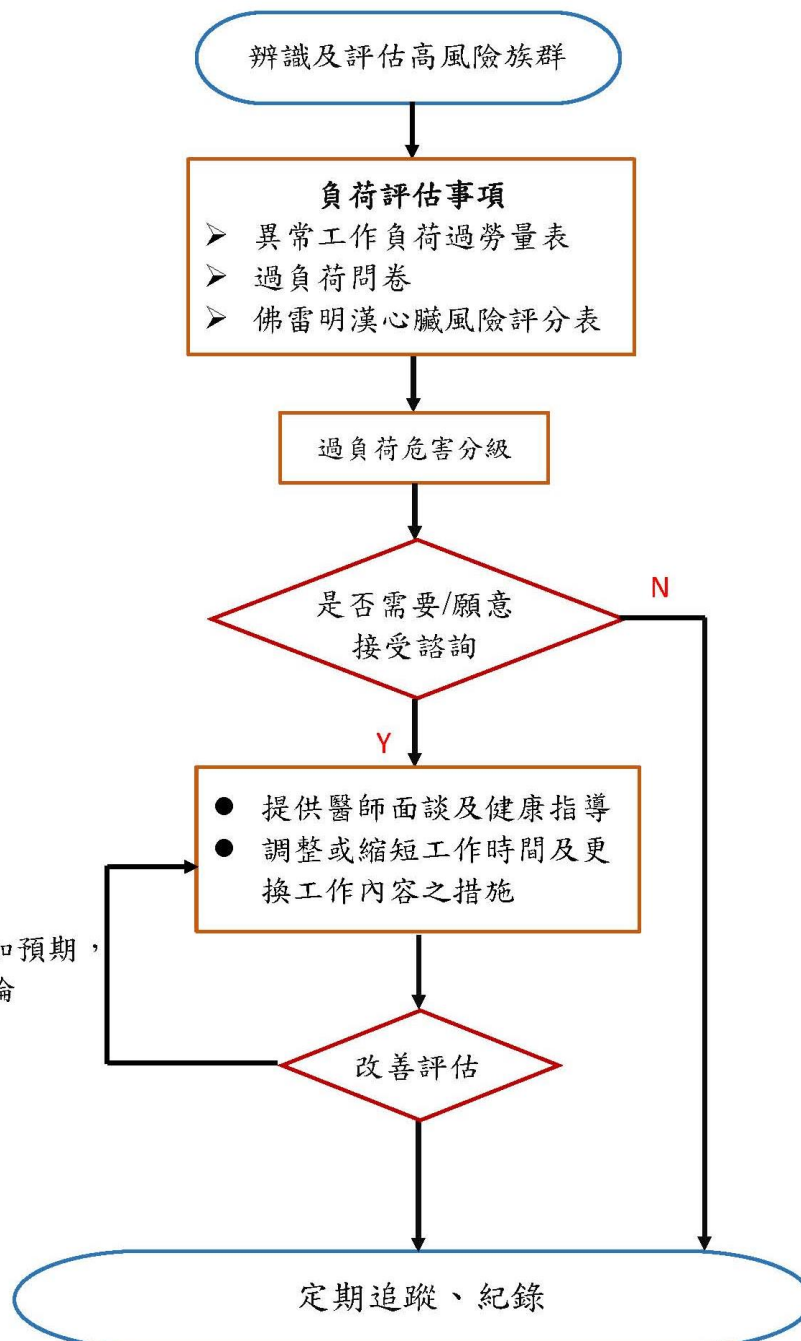 辨識及評估高風險族群
負荷評估事項
➢ 異常工作負荷過勞量表
➢ 過負荷問卷
➢ 佛雷明漢心臟風險評分表
過負荷危害分級
是否需要/願意
接受諮詢
N
Y
● 提供醫師面談及健康指導
● 調整或縮短工作時間及更
換工作內容之措施
預期，
改善評估
定期追蹤、紀錄